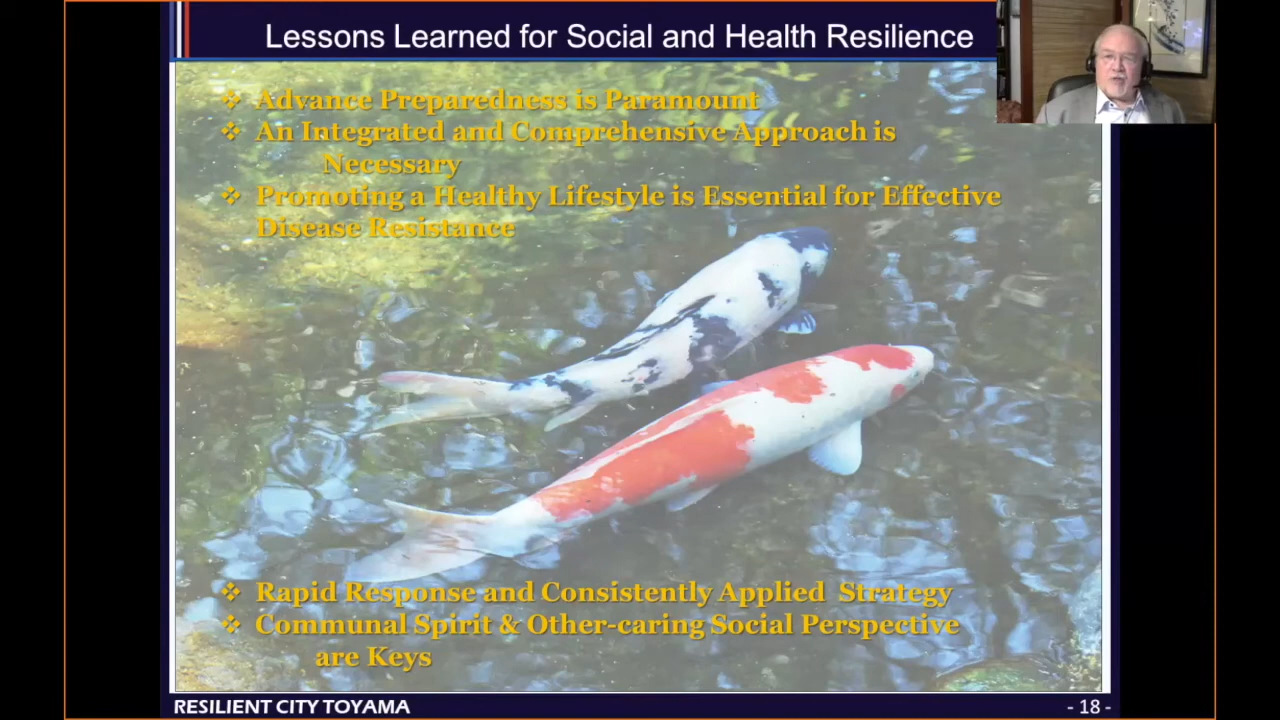 Lessons Learned for Social and Health Resilience
❖ Advance Preparedness is Paramount
❖ An Integrated and Comprehensive Approach is
Necessary
❖ Promoting a Healthy Lifestyle is Essential for Effective
Disease Resistance
❖ Rapid Response and Consistently Applied Strategy
❖ Communal Spirit & Other-caring Social Perspective
are Keys
RESILIENT CITY TOYAMA
- 18 -